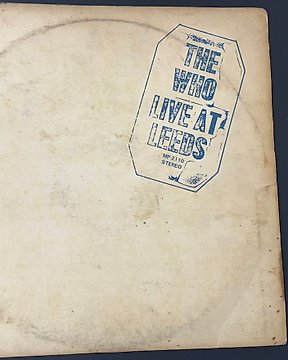 THE
WHO
LIVE AT
LEEDS
MP 2110
STEREO